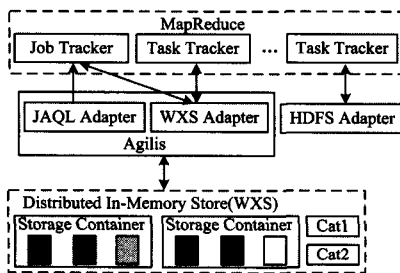 MapReduce
Job Tracker Task Tracker ... Task Tracker
JAQL Adapter WXS Adapter HDFS Adapter
Agilis
Distributed In-Memory Store(WXS)
Storage Container Storage Container Cat1
Cat2